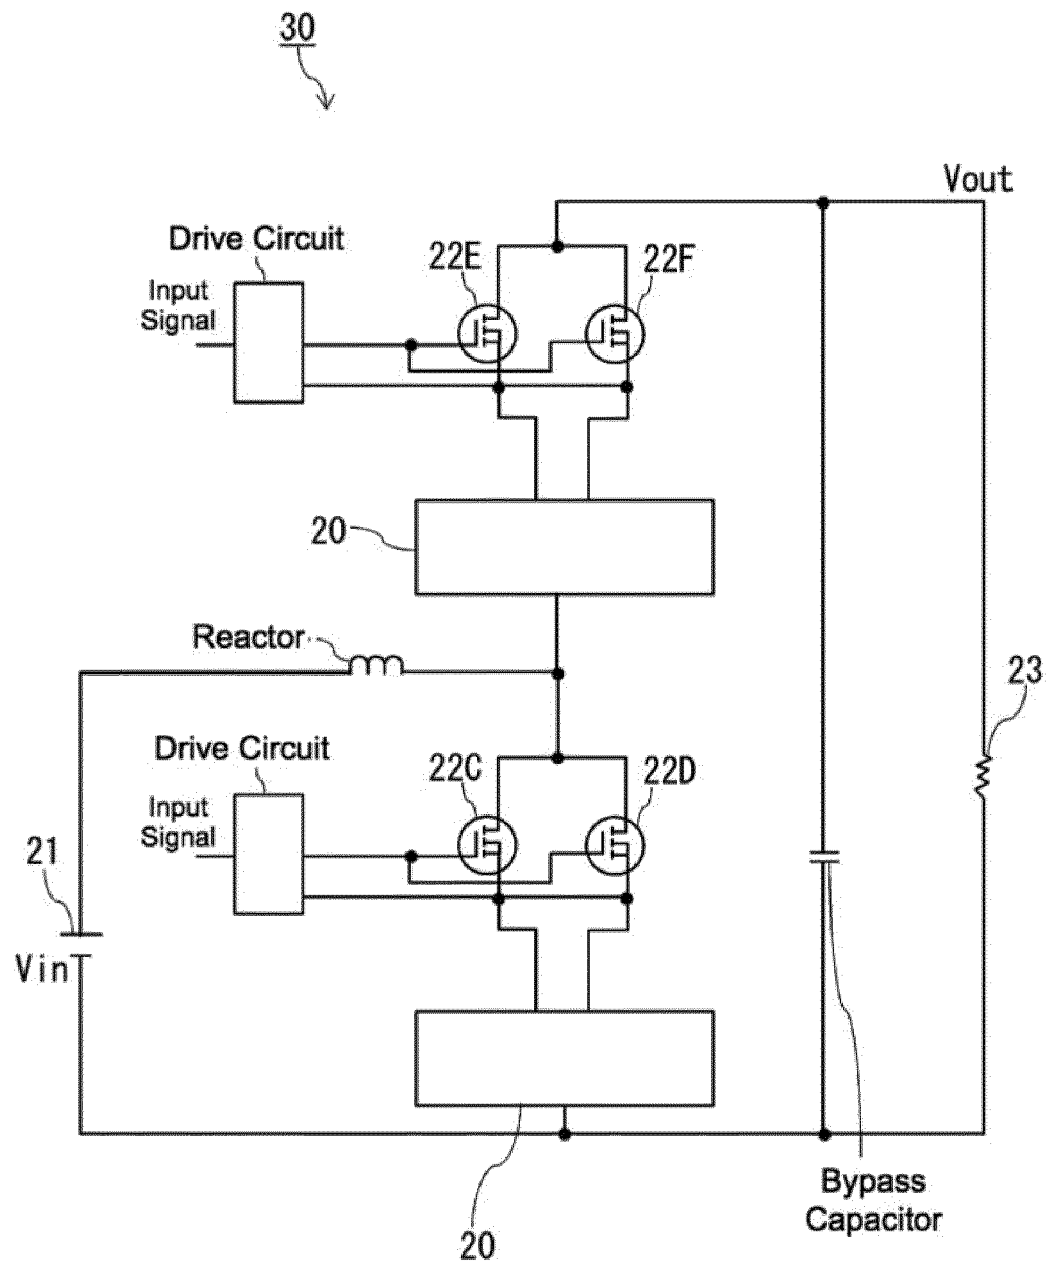 30
Vout
Drive Circuit
22E
22F
Input
Signal
20
Reactor
23
Drive Circuit
22C
22D
Input
Signal
21
Vin
Bypass
Capacitor
20